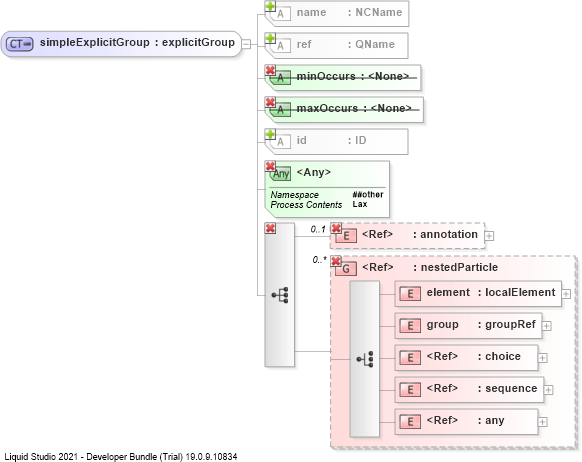 name : NCName
CT simpleExplicitGroup : explicitGroup
A ref : QName
A minOccurs : <None>
A maxOccurs : <None>
A id : ID
Any <Any>
Namespace ##other
Process Contents Lax
0..1 E <Ref> : annotation
0..* G <Ref> : nestedParticle
E element : localElement
E group : groupRef
E <Ref> : choice
E <Ref> : sequence
E <Ref> : any
Liquid Studio 2021 - Developer Bundle (Trial) 19.0.9.10834